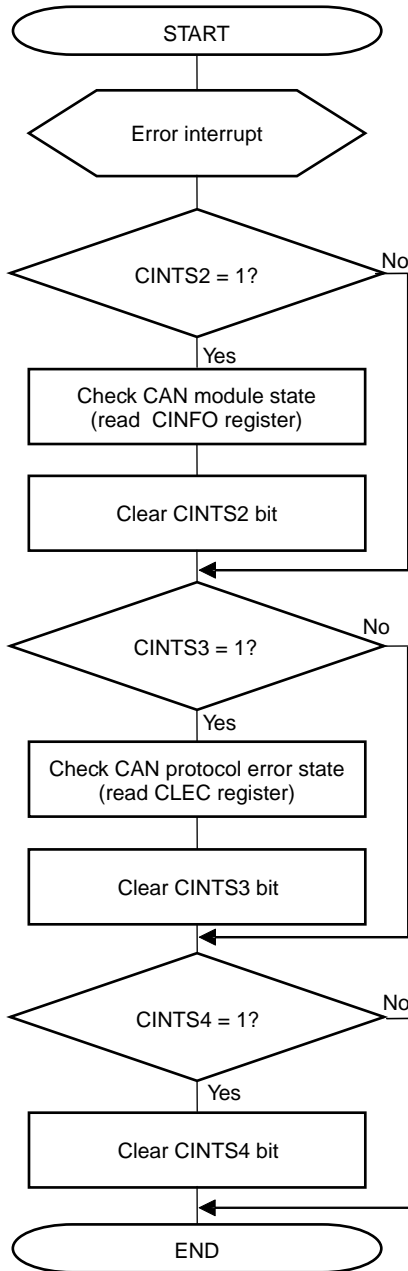 START
Error interrupt
CINTS2 = 1?
No
Yes
Check CAN module state
(read CINFO register)
Clear CINTS2 bit
CINTS3 = 1?
No
Yes
Check CAN protocol error state
(read CLEC register)
Clear CINTS3 bit
CINTS4 = 1?
No
Yes
Clear CINTS4 bit
END